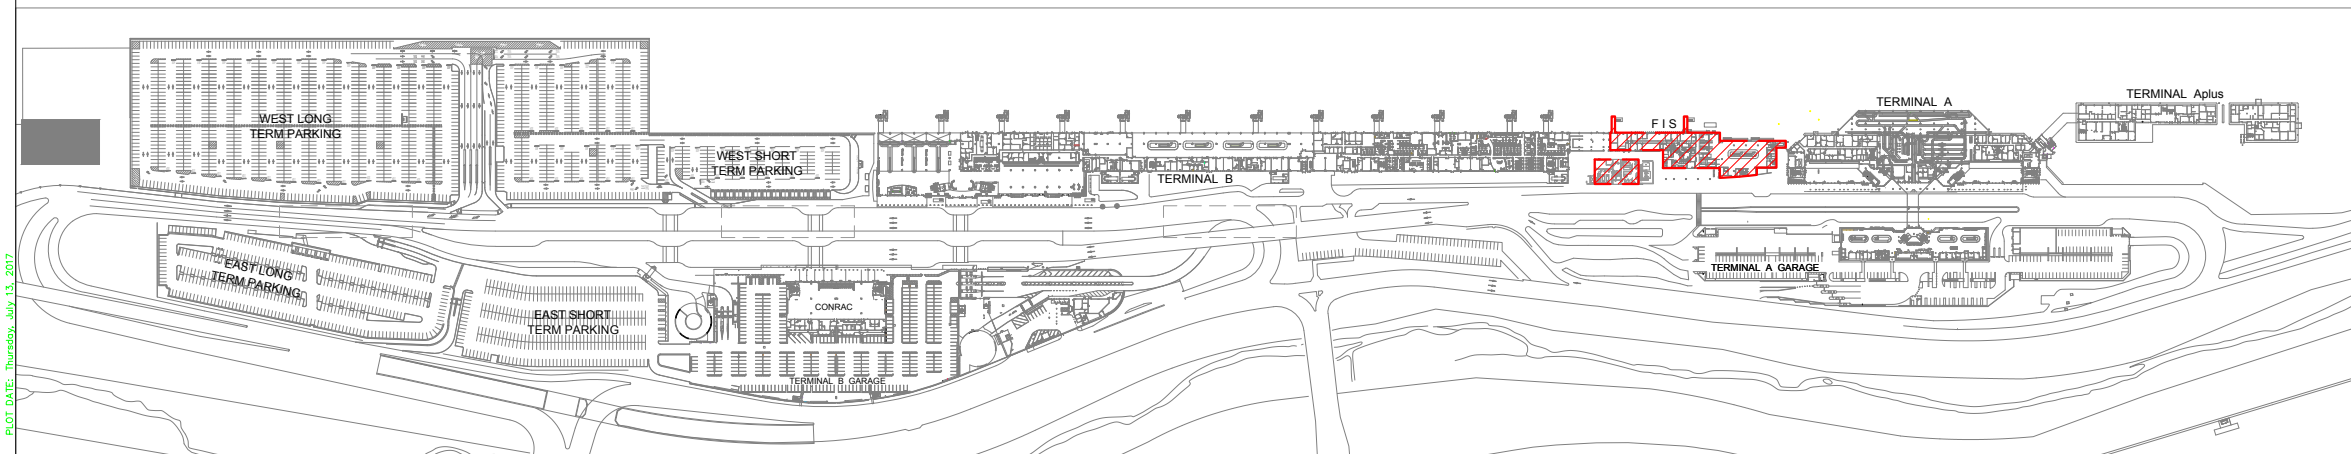 WEST LONG
TERM PARKING
WEST SHORT
TERM PARKING
TERMINAL B
F I S
TERMINAL A
TERMINAL Aplus
EAST LONG
TERM PARKING
EAST SHORT
TERM PARKING
CONRAC
TERMINAL B GARAGE
TERMINAL A GARAGE
PLOT DATE: Thursday, July 13, 2017